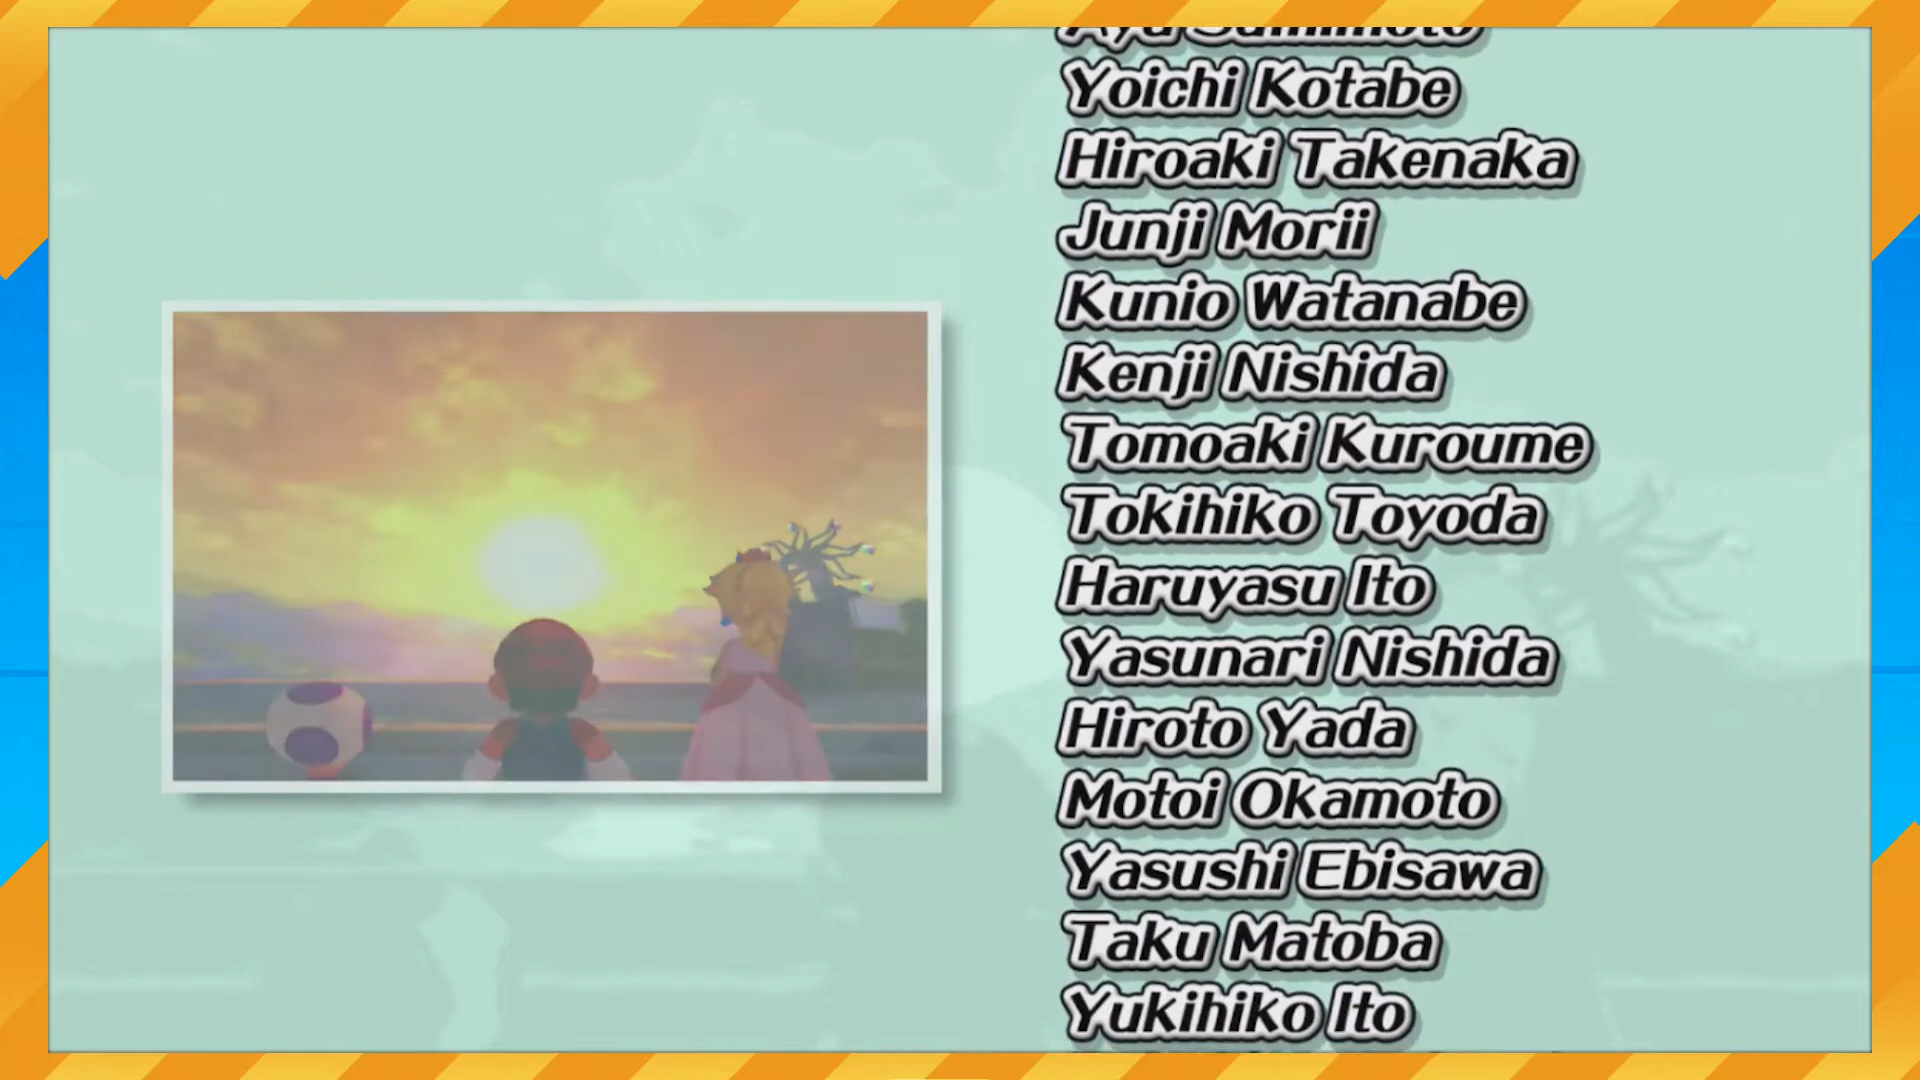 Yoichi Kotabe
Hiroaki Takenaka
Junji Morii
Kunio Watanabe
Kenji Nishida
Tomoaki Kuroume
Tokihiko Toyoda
Haruyasu Ito
Yasunari Nishida
Hiroto Yada
Motoi Okamoto
Yasushi Ebisawa
Taku Matoba
Yukihiko Ito